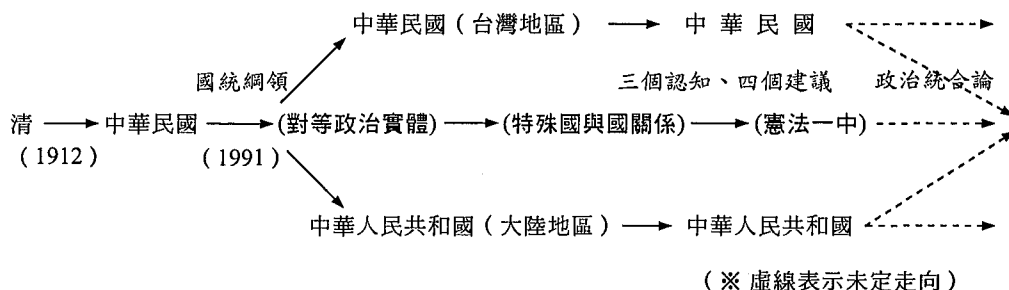 中華民國（台灣地區） 中 華 民 國
國統綱領 三個認知、四個建議 政治統合論
清 中華民國 (對等政治實體) (特殊國與國關係) (憲法一中)
（1912） （1991）
中華人民共和國（大陸地區） 中華人民共和國
（※ 虛線表示未定走向）